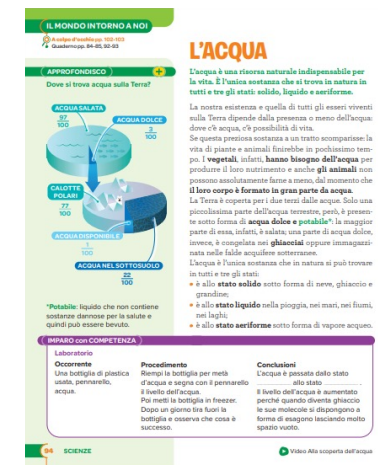 IL MONDO INTORNO A NOI
A colpo d'occhio pp. 102-103
Quaderno pp. 84-85, 92-93
APPROFONDISCO
Dove si trova acqua sulla Terra?
ACQUA SALATA
97
100
ACQUA DOLCE
3
100
CALOTTE
POLARI
77
100
ACQUA DISPONIBILE
1
100
ACQUA NEL SOTTOSUOLO
22
100
*Potabile: liquido che non contiene
sostanze dannose per la salute e
quindi può essere bevuto.
L'ACQUA
L'acqua è una risorsa naturale indispensabile per
la vita. È l'unica sostanza che si trova in natura in
tutti e tre gli stati: solido, liquido e aeriforme.
La nostra esistenza e quella di tutti gli esseri viventi
sulla Terra dipende dalla presenza o meno dell'acqua:
dove c'è acqua, c'è possibilità di vita.
Se questa preziosa sostanza a un tratto scomparisse: la
vita di piante e animali finirebbe in pochissimo tem-
po. I vegetali, infatti, hanno bisogno dell'acqua per
produrre il loro nutrimento e anche gli animali non
possono assolutamente farne a meno, dal momento che
il loro corpo è formato in gran parte da acqua.
La Terra è coperta per i due terzi dalle acque. Solo una
piccolissima parte dell'acqua terrestre, però, è presen-
te sotto forma di acqua dolce e potabile*: la maggior
parte di essa, infatti, è salata; una parte di acqua dolce,
invece, è congelata nei ghiacciai oppure immagazzi-
nata nelle falde acquifere sotterranee.
L'acqua è l'unica sostanza che in natura si può trovare
in tutti e tre gli stati:
• è allo stato solido sotto forma di neve, ghiaccio e
grandine;
• è allo stato liquido nella pioggia, nei mari, nei fiumi,
nei laghi;
• è allo stato aeriforme sotto forma di vapore acqueo.
IMPARO con COMPETENZA
Laboratorio
Occorrente
Una bottiglia di plastica
usata, pennarello,
acqua.
Procedimento
Riempi la bottiglia per metà
d'acqua e segna con il pennarello
il livello dell'acqua.
Poi metti la bottiglia in freezer.
Dopo un giorno tira fuori la
bottiglia e osserva che cosa è
successo.
Conclusioni
L'acqua è passata dallo stato
.................... allo stato ....................
Il livello dell'acqua è aumentato
perché quando diventa ghiaccio
le sue molecole si dispongono a
forma di esagono lasciando molto
spazio vuoto.
94 SCIENZE
Video Alla scoperta dell'acqua